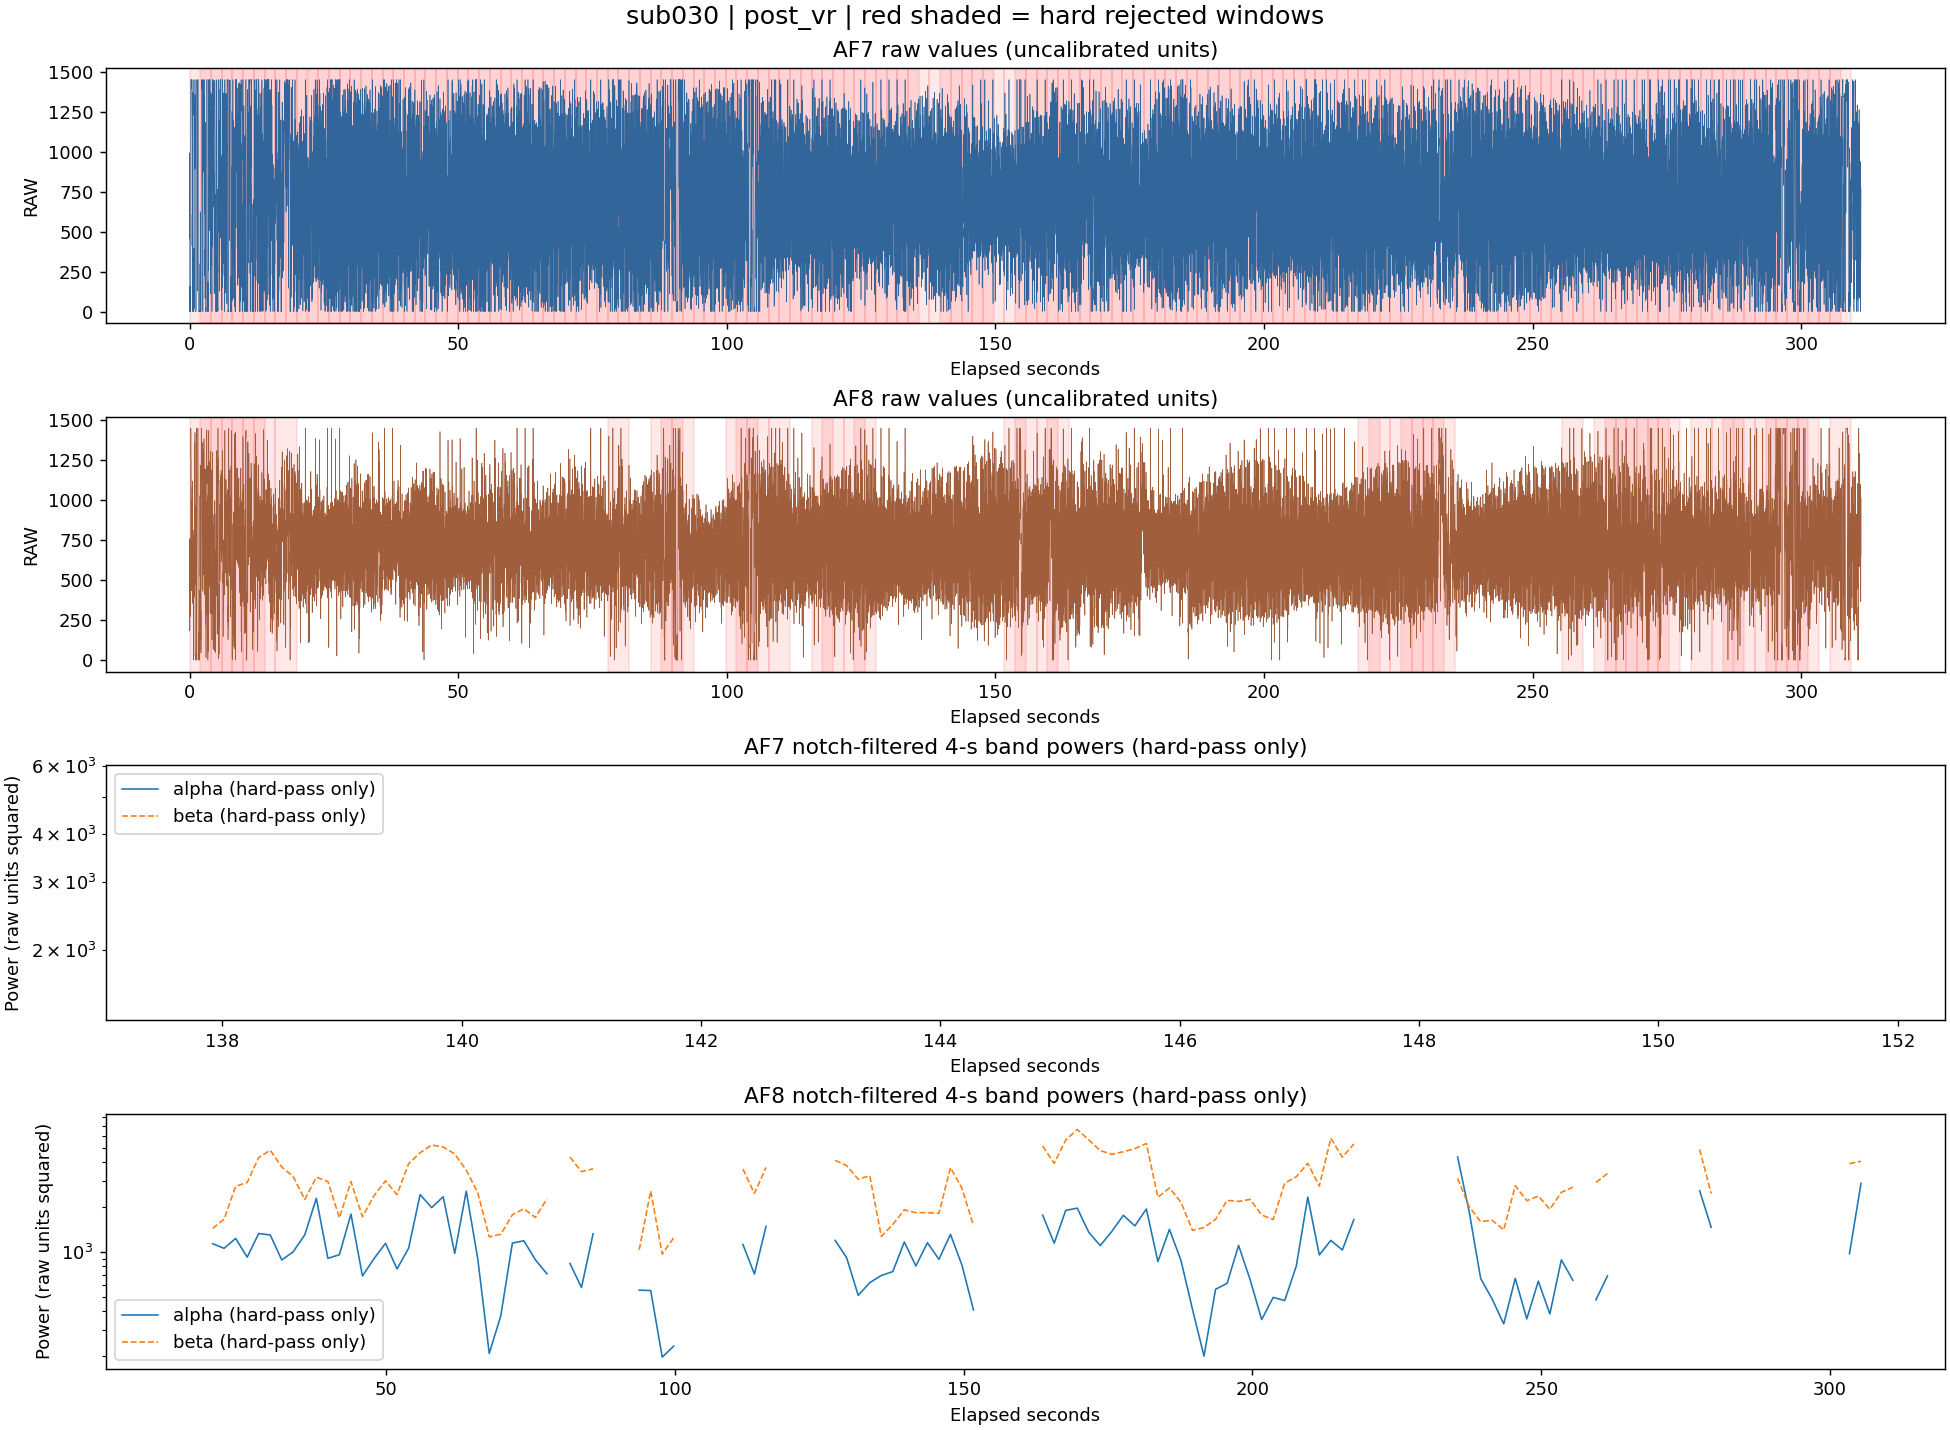 sub030 | post_vr | red shaded = hard rejected windows
AF7 raw values (uncalibrated units)
1500
1250
1000
750
500
250
0
RAW
0 50 100 150 200 250 300
Elapsed seconds
AF8 raw values (uncalibrated units)
1500
1250
1000
750
500
250
0
RAW
0 50 100 150 200 250 300
Elapsed seconds
AF7 notch-filtered 4-s band powers (hard-pass only)
6 × 10³
4 × 10³
3 × 10³
2 × 10³
Power (raw units squared)
alpha (hard-pass only)
beta (hard-pass only)
138 140 142 144 146 148 150 152
Elapsed seconds
AF8 notch-filtered 4-s band powers (hard-pass only)
10³
Power (raw units squared)
alpha (hard-pass only)
beta (hard-pass only)
50 100 150 200 250 300
Elapsed seconds